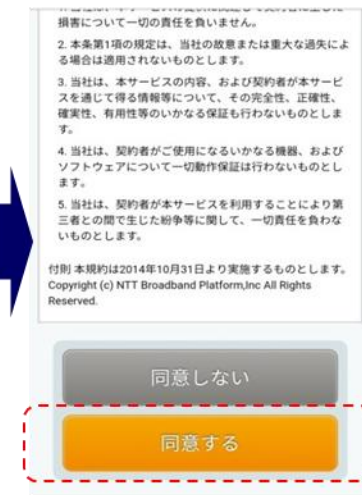 損害について一切の責任を負いません。
2. 本条第1項の規定は、当社の故意または重大な過失によ
る場合は適用されないものとします。
3. 当社は、本サービスの内容、および契約者が本サービ
スを通じて得る情報等について、その完全性、正確性、
確実性、有用性等のいかなる保証も行わないものとしま
す。
4. 当社は、契約者がご使用になるいかなる機器、および
ソフトウェアについて一切動作保証は行わないものとし
ます。
5. 当社は、契約者が本サービスを利用することにより第
三者との間で生じた紛争等に関して、一切責任を負わな
いものとします。
付則 本規約は2014年10月31日より実施するものとします。
Copyright (c) NTT Broadband Platform,Inc All Rights
Reserved.
同意しない
同意する